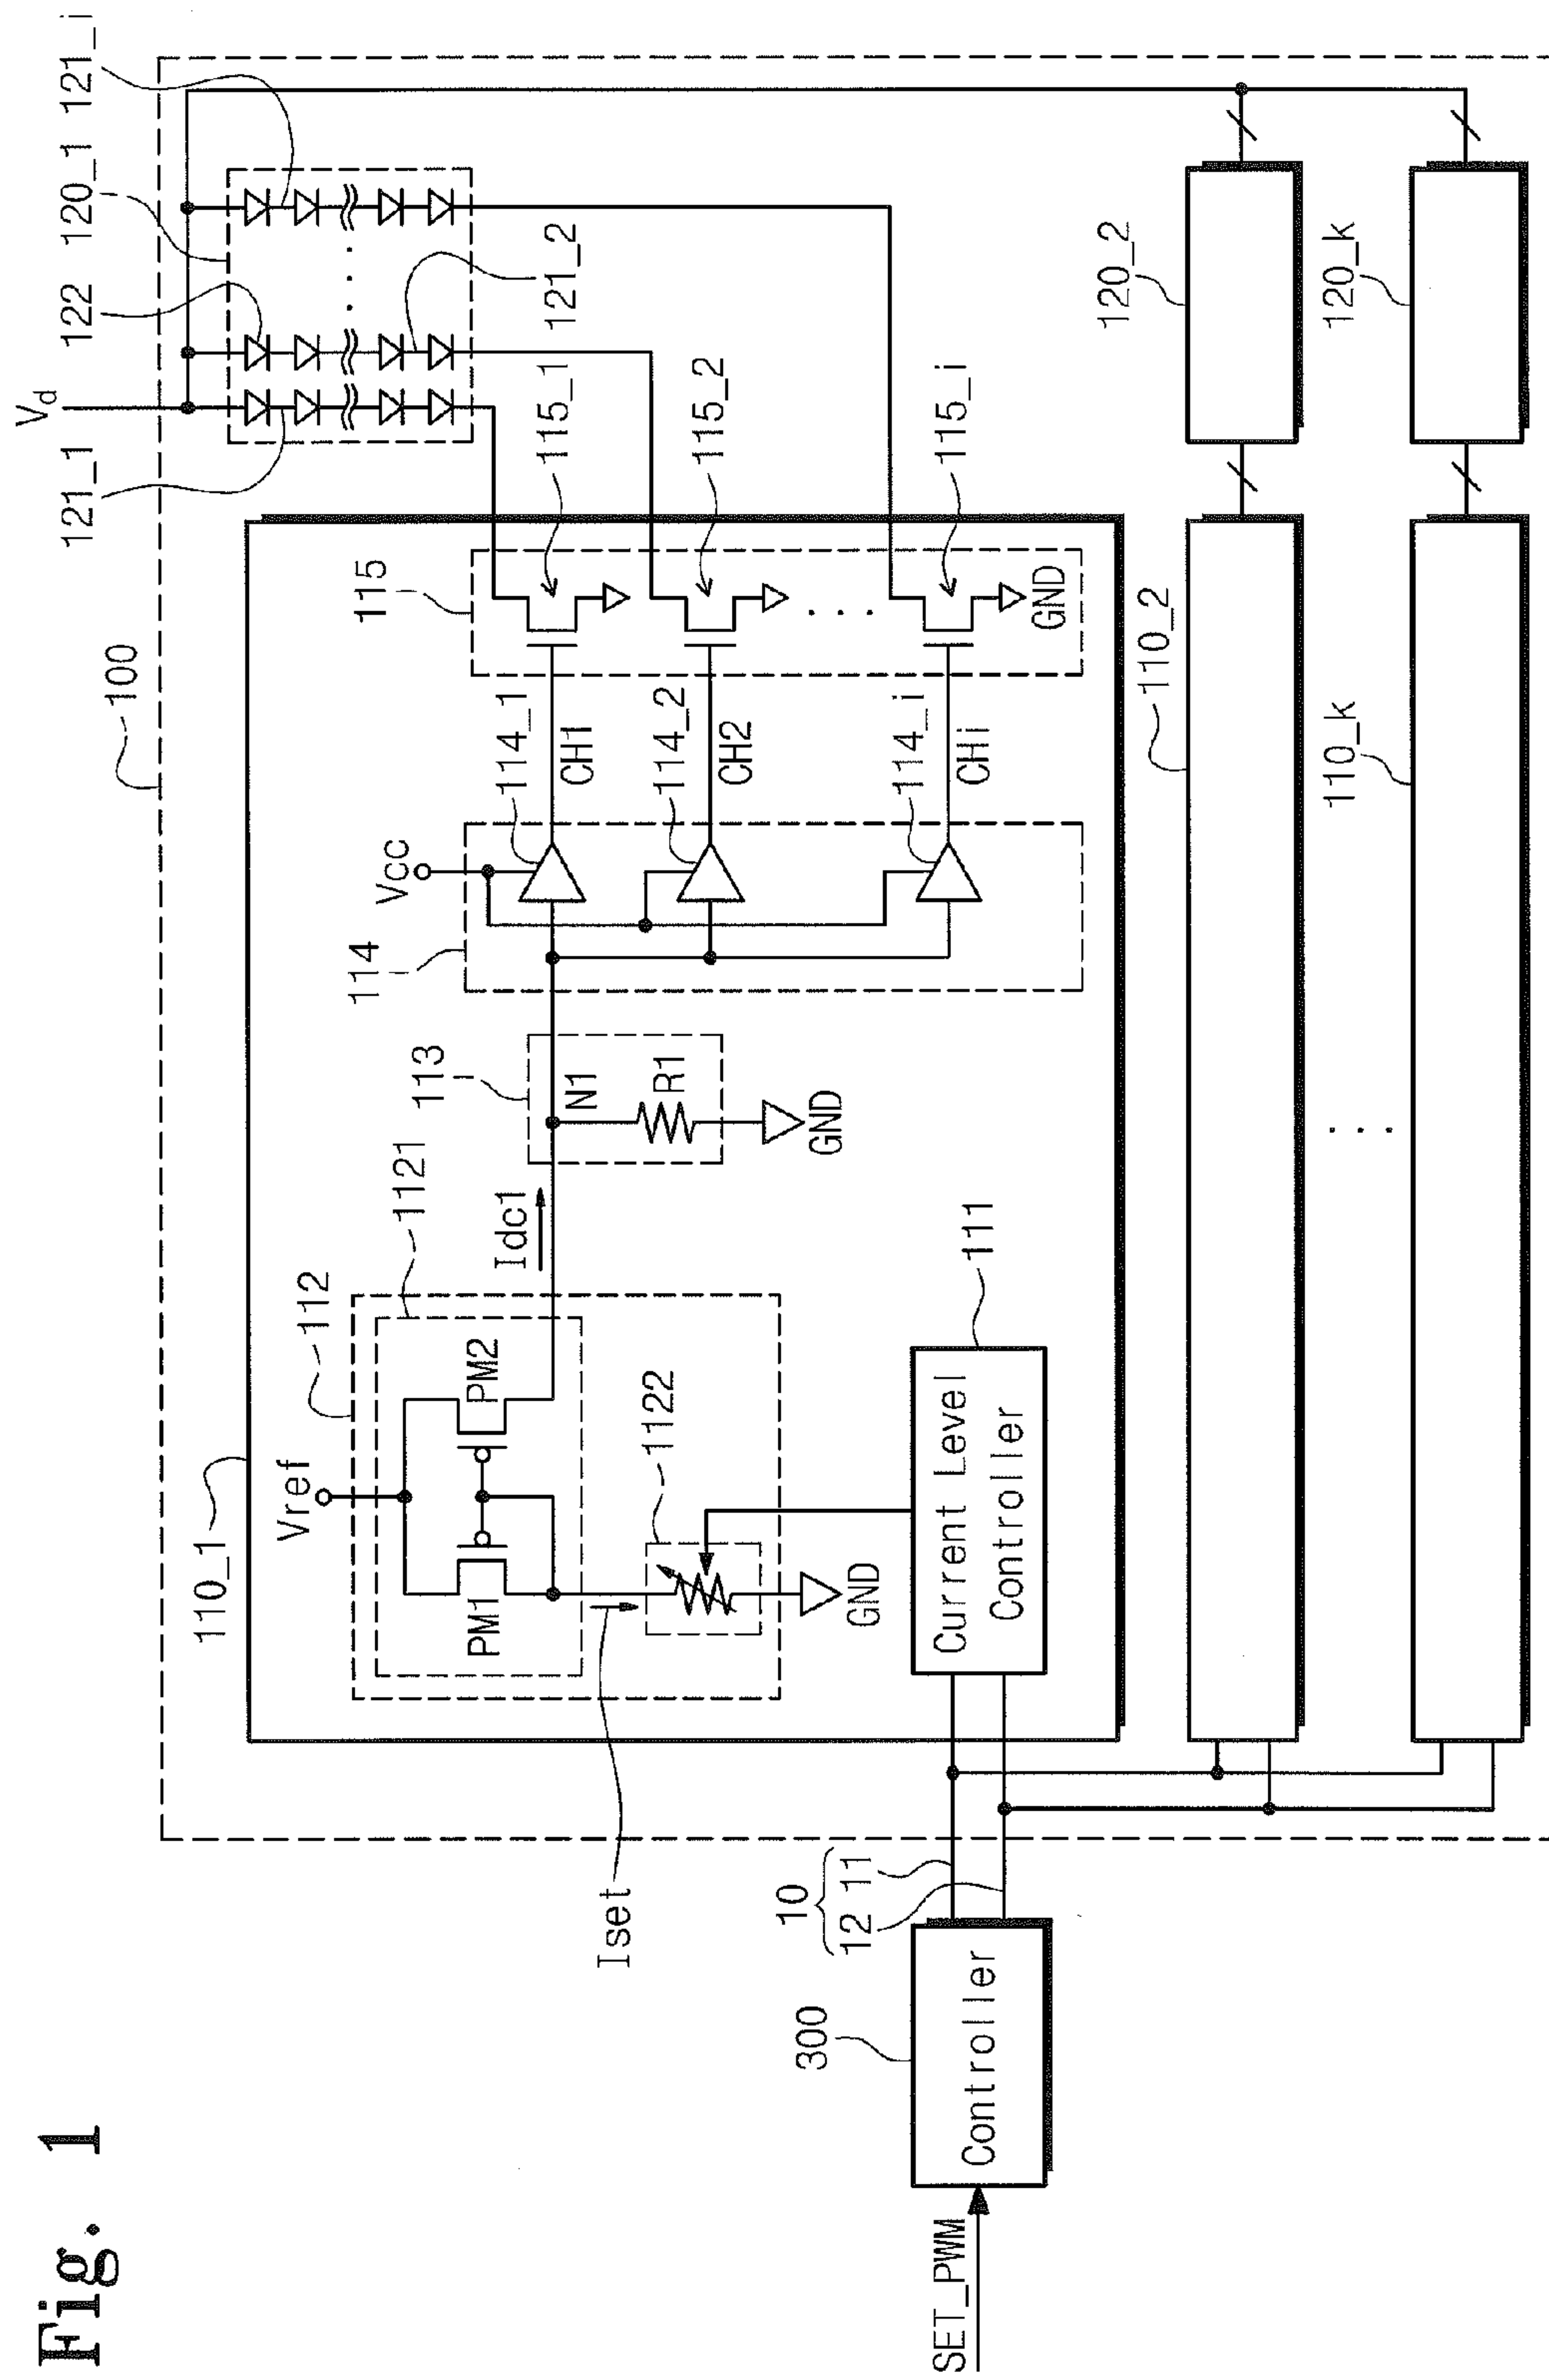 Fig. 1
100
V_d
121_1
122
120_1
121_i
110_1
Vref
112
1121
PM1
PM2
Iset
1122
Idc1
113
N1
R1
GND
GND
114
Vcc
114_1
CH1
114_2
CH2
114_i
CHi
115
115_1
121_2
115_2
115_i
GND
111
Current Level
Controller
SET_PWM
300
Controller
10
11
12
110_2
120_2
. . .
110_k
120_k